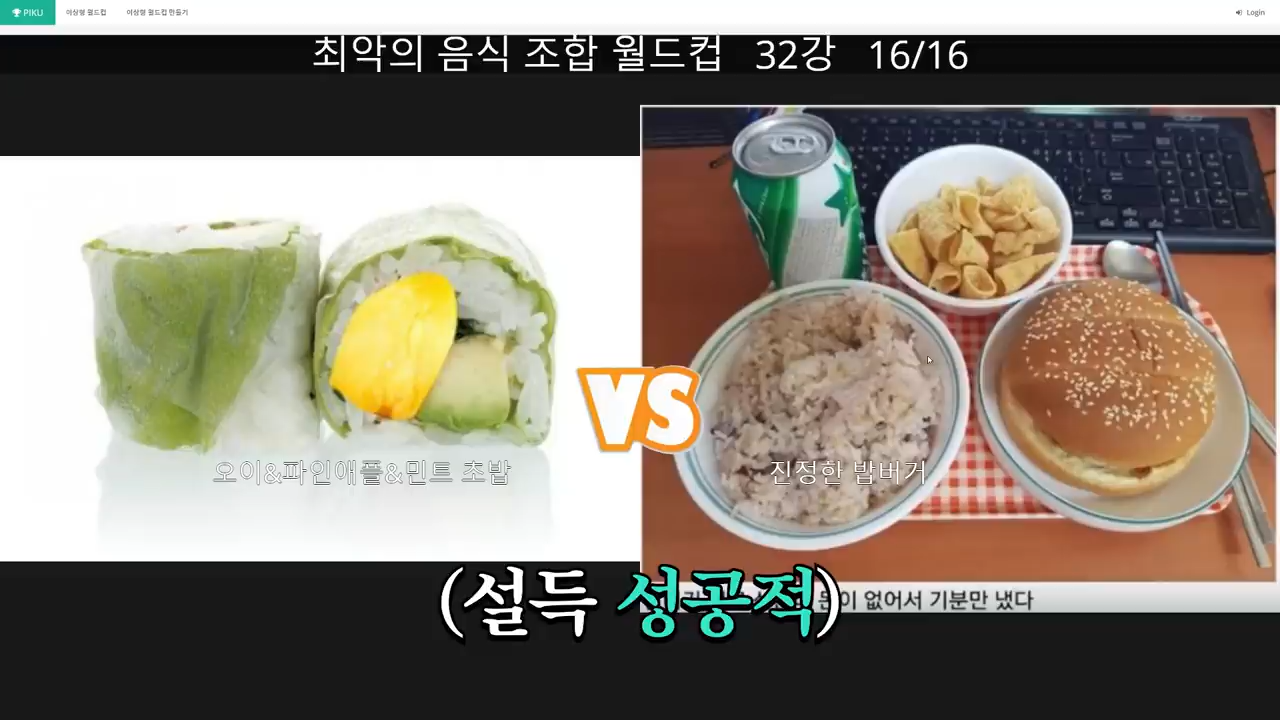 PIKU
이상형 월드컵
이상형 월드컵 만들기
Login
최악의 음식 조합 월드컵 32강 16/16
VS
오이&파인애플&민트 초밥
진정한 밥버거
돈이 없어서 기분만 냈다
(설득 성공적)